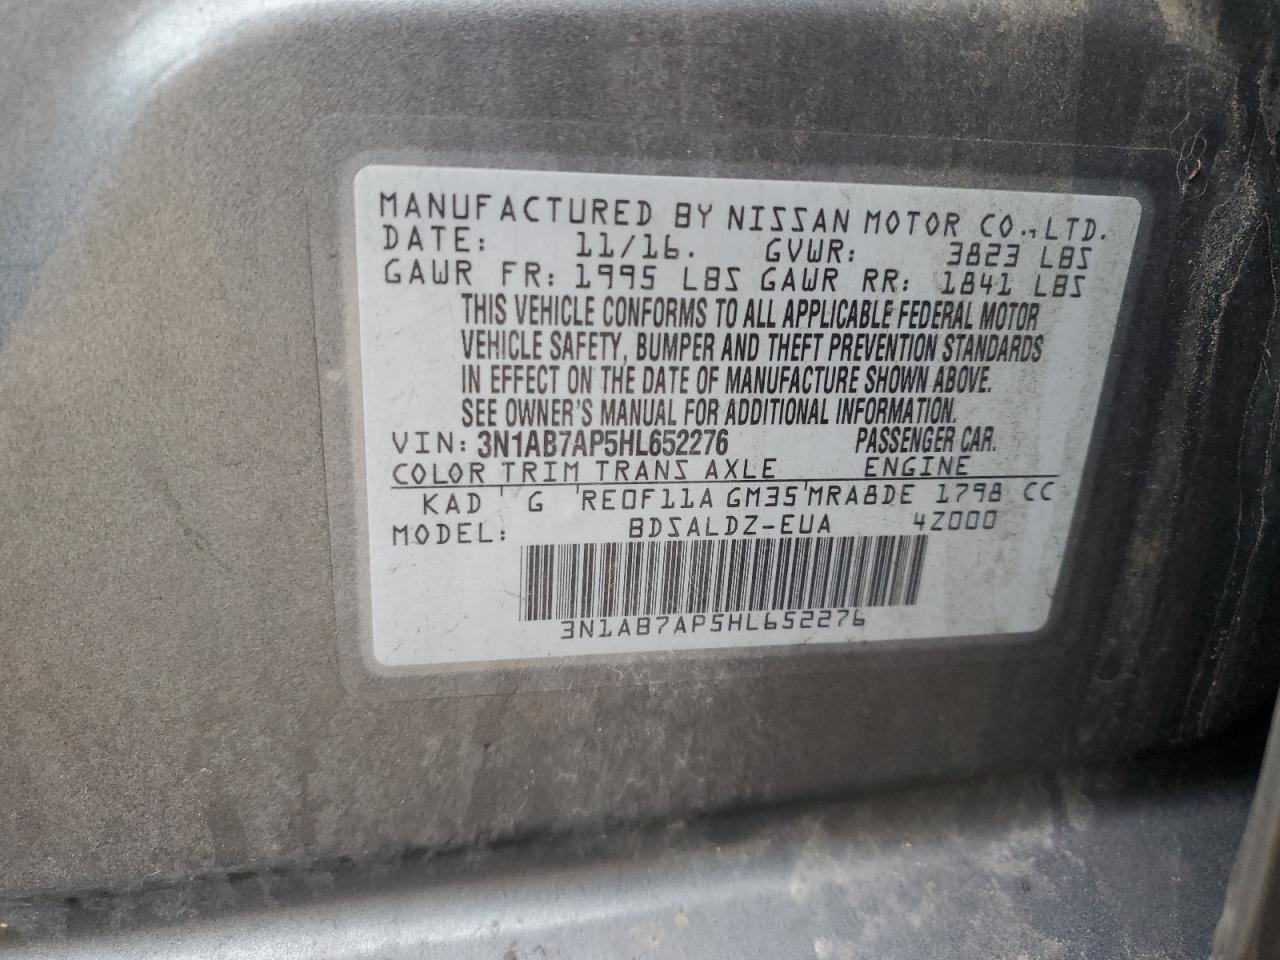 MANUFACTURED BY NISSAN MOTOR CO., LTD.
DATE: 11/16. GVWR: 3823 LBS
GAWR FR: 1995 LBS GAWR RR: 1841 LBS
THIS VEHICLE CONFORMS TO ALL APPLICABLE FEDERAL MOTOR
VEHICLE SAFETY, BUMPER AND THEFT PREVENTION STANDARDS
IN EFFECT ON THE DATE OF MANUFACTURE SHOWN ABOVE.
SEE OWNER'S MANUAL FOR ADDITIONAL INFORMATION.
VIN: 3N1AB7AP5HL652276 PASSENGER CAR.
COLOR TRIM TRANS AXLE ENGINE
KAD G RE0F11A GM35 MRA8DE 1798 CC
MODEL: BDSALDZ-EUA 4Z000
3N1AB7AP5HL652276